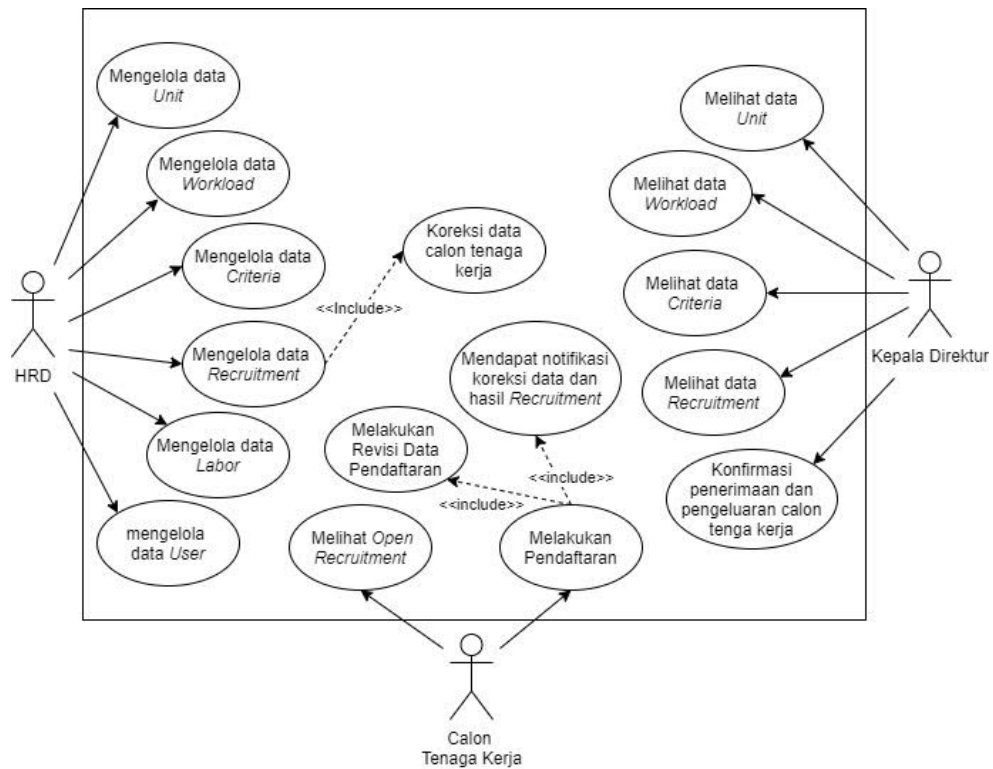 Mengelola data
Unit
Mengelola data
Workload
Mengelola data
Criteria
Mengelola data
Recruitment
Mengelola data
Labor
mengelola
data User
HRD
Koreksi data
calon tenaga
kerja
<<Include>>
Mendapat notifikasi
koreksi data dan
hasil Recruitment
Melakukan
Revisi Data
Pendaftaran
<<include>>
<<include>>
Melihat Open
Recruitment
Melakukan
Pendaftaran
Calon
Tenaga Kerja
Melihat data
Unit
Melihat data
Workload
Melihat data
Criteria
Melihat data
Recruitment
Konfirmasi
penerimaan dan
pengeluaran calon
tenga kerja
Kepala Direktur